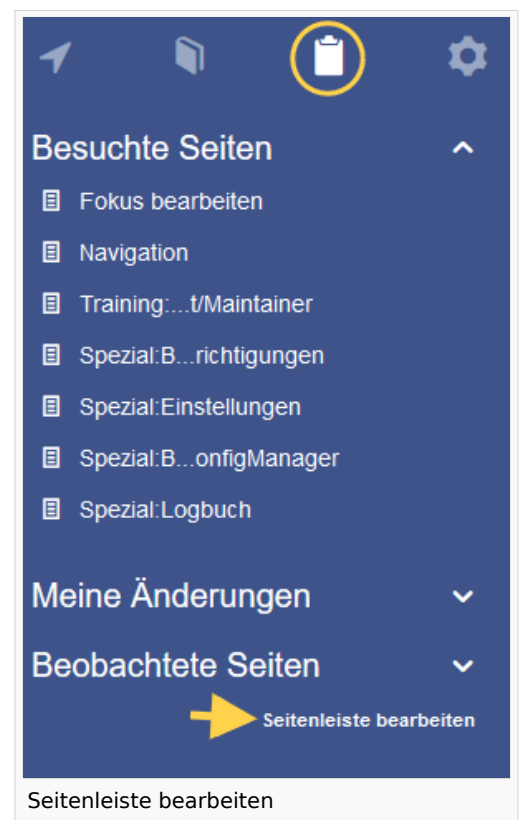 Besuchte Seiten
Fokus bearbeiten
Navigation
Training:...t/Maintainer
Spezial:B...richtigungen
Spezial:Einstellungen
Spezial:B...onfigManager
Spezial:Logbuch
Meine Änderungen
Beobachtete Seiten
Seitenleiste bearbeiten
Seitenleiste bearbeiten